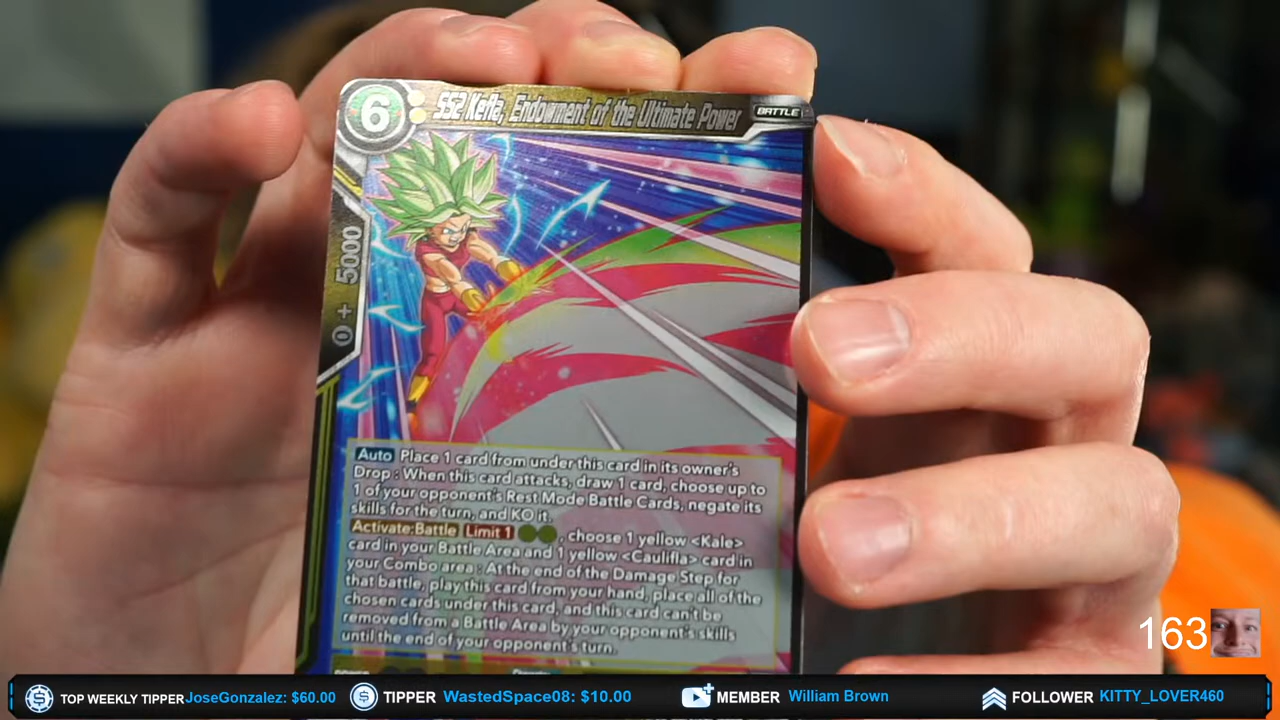 6 SS2 Kefla, Endowment of the Ultimate Power BATTLE
+ 5000
Auto Place 1 card from under this card in its owner's
Drop : When this card attacks, draw 1 card, choose up to
1 of your opponent's Rest Mode Battle Cards, negate its
skills for the turn, and KO it.
Activate:Battle Limit 1 , choose 1 yellow <Kale>
card in your Battle Area and 1 yellow <Caulifla> card in
your Combo area : At the end of the Damage Step for
that battle, play this card from your hand, place all of the
chosen cards under this card, and this card can't be
removed from a Battle Area by your opponent's skills
until the end of your opponent's turn.
163
TOP WEEKLY TIPPER JoseGonzalez: $60.00 TIPPER WastedSpace08: $10.00 MEMBER William Brown FOLLOWER KITTY_LOVER460